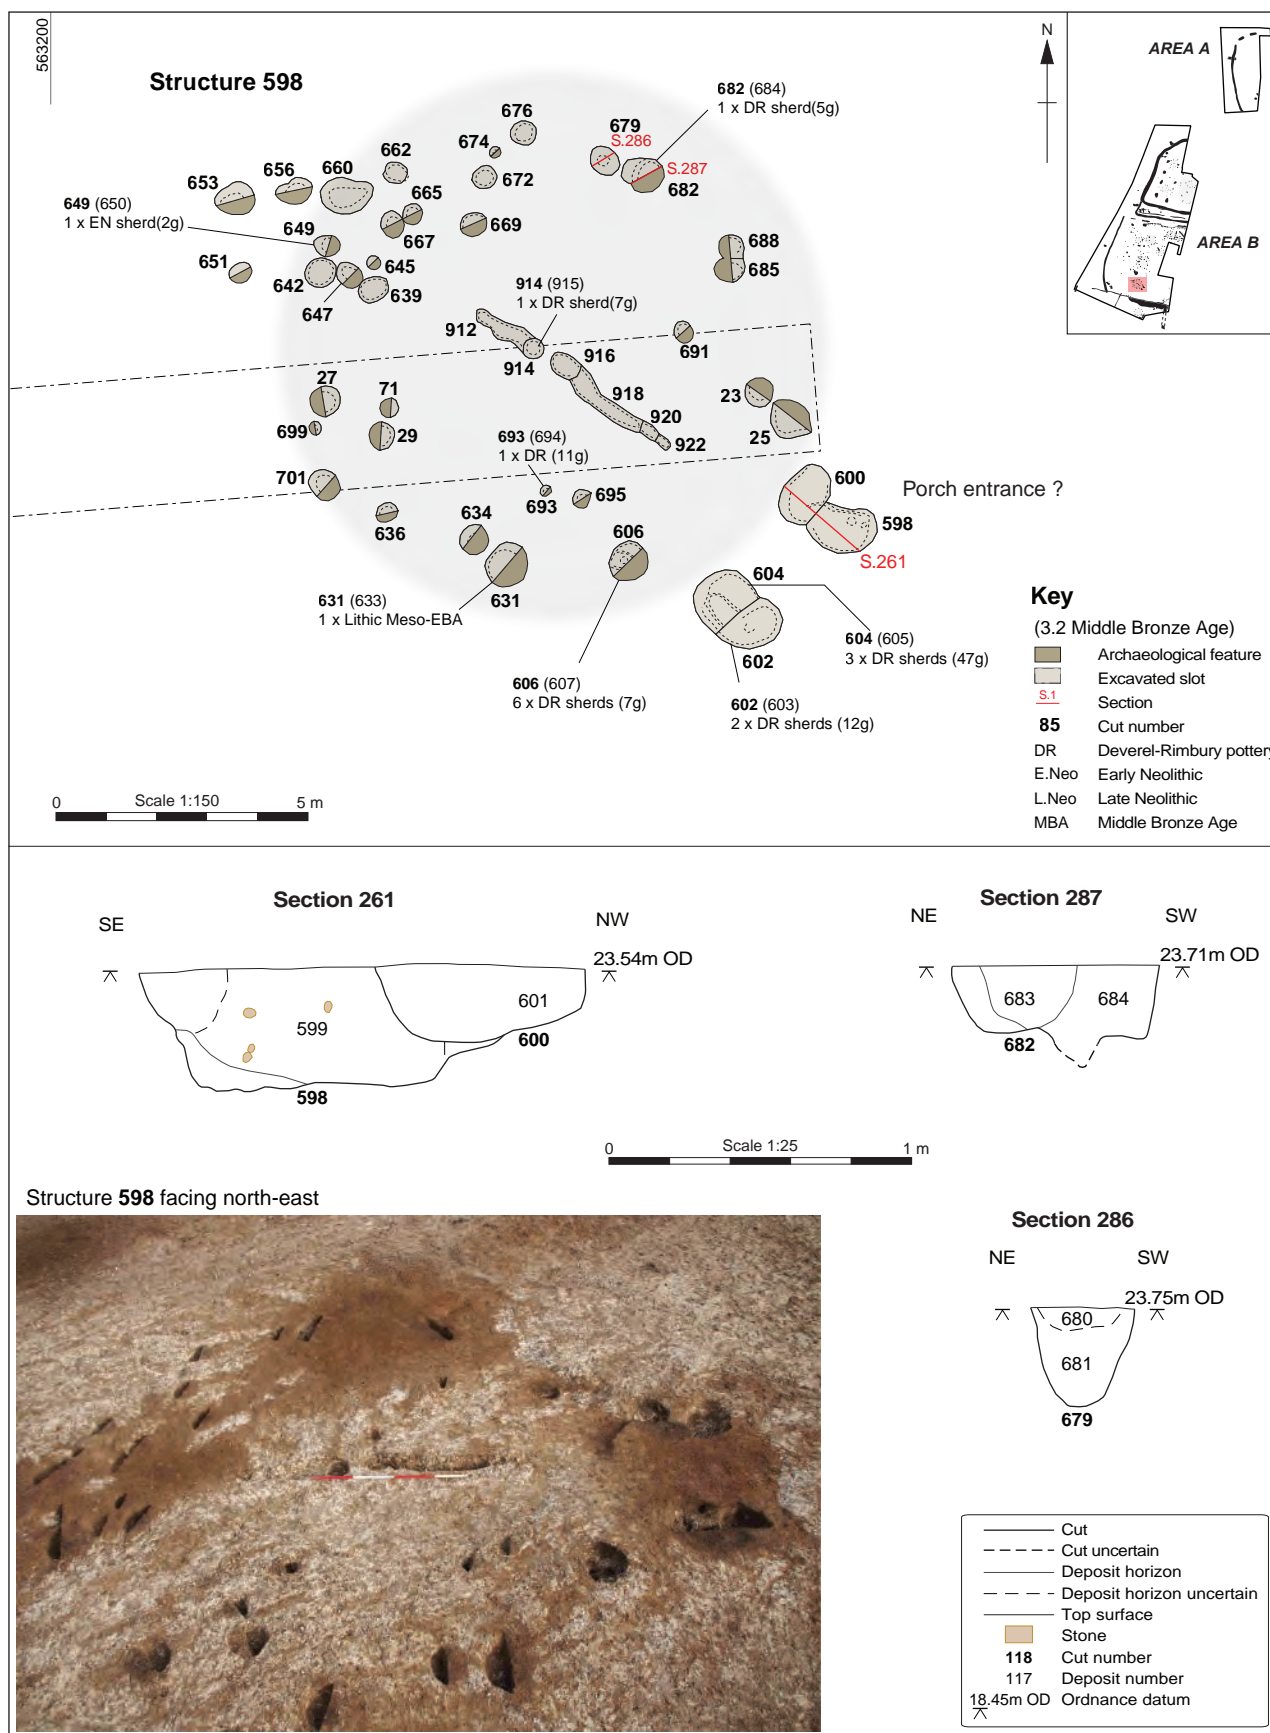 563200
Structure 598
N
AREA A
AREA B
682 (684)
1 x DR sherd(5g)
676
679
S.286
674
S.287
682
662
672
653
656
660
665
649 (650)
1 x EN sherd(2g)
649
667
669
688
651
645
685
642
639
647
914 (915)
1 x DR sherd(7g)
912
914
916
691
27
71
918
23
699
29
920
25
922
693 (694)
1 x DR (11g)
701
600
Porch entrance ?
636
634
693
695
606
598
S.261
631 (633)
1 x Lithic Meso-EBA
631
604
602
604 (605)
3 x DR sherds (47g)
606 (607)
6 x DR sherds (7g)
602 (603)
2 x DR sherds (12g)
0 Scale 1:150 5 m
Key
(3.2 Middle Bronze Age)
Archaeological feature
Excavated slot
S.1 Section
85 Cut number
DR Deverel-Rimbury pottery
E.Neo Early Neolithic
L.Neo Late Neolithic
MBA Middle Bronze Age
Section 261
SE NW
23.54m OD
601
599
600
598
Section 287
NE SW
23.71m OD
683 684
682
0 Scale 1:25 1 m
Structure 598 facing north-east
Section 286
NE SW
23.75m OD
680
681
679
Cut
Cut uncertain
Deposit horizon
Deposit horizon uncertain
Top surface
Stone
118 Cut number
117 Deposit number
18.45m OD Ordnance datum